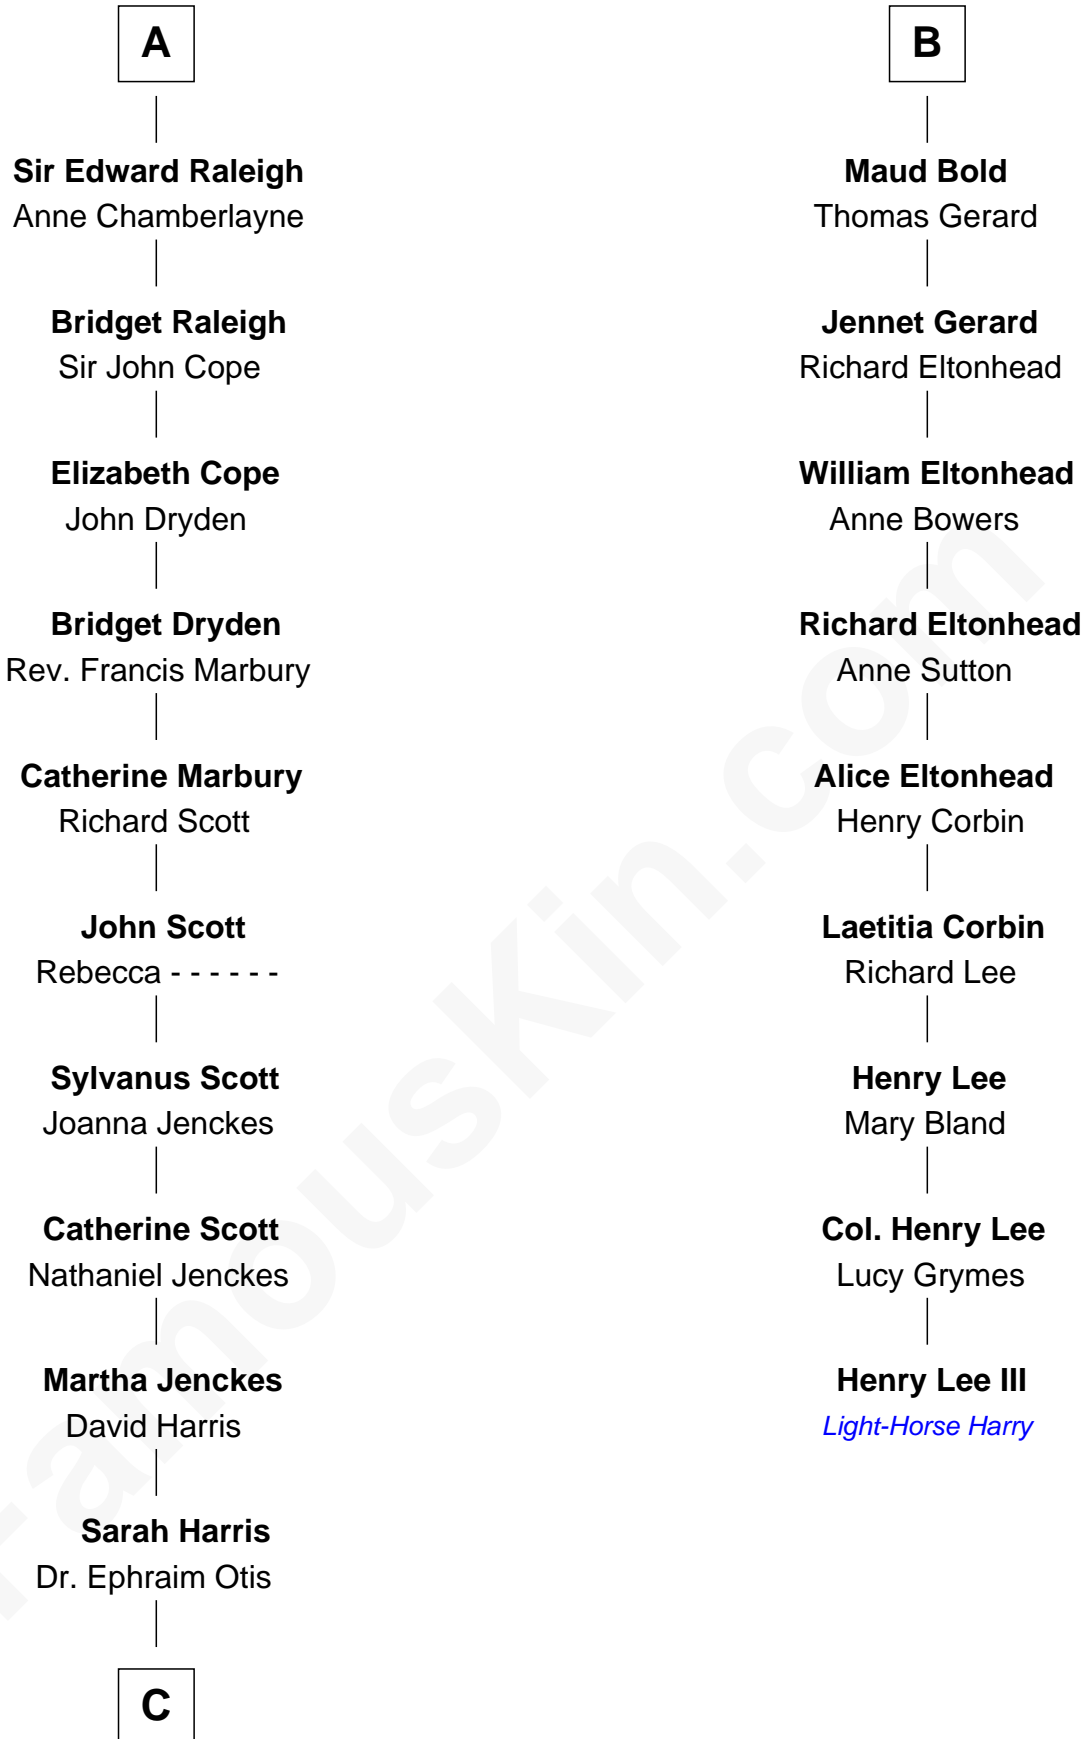 A
Sir Edward Raleigh
Anne Chamberlayne
Bridget Raleigh
Sir John Cope
Elizabeth Cope
John Dryden
Bridget Dryden
Rev. Francis Marbury
Catherine Marbury
Richard Scott
John Scott
Rebecca - - - - - -
Sylvanus Scott
Joanna Jenckes
Catherine Scott
Nathaniel Jenckes
Martha Jenckes
David Harris
Sarah Harris
Dr. Ephraim Otis
C
B
Maud Bold
Thomas Gerard
Jennet Gerard
Richard Eltonhead
William Eltonhead
Anne Bowers
Richard Eltonhead
Anne Sutton
Alice Eltonhead
Henry Corbin
Laetitia Corbin
Richard Lee
Henry Lee
Mary Bland
Col. Henry Lee
Lucy Grymes
Henry Lee III
Light-Horse Harry
FamousKin.com